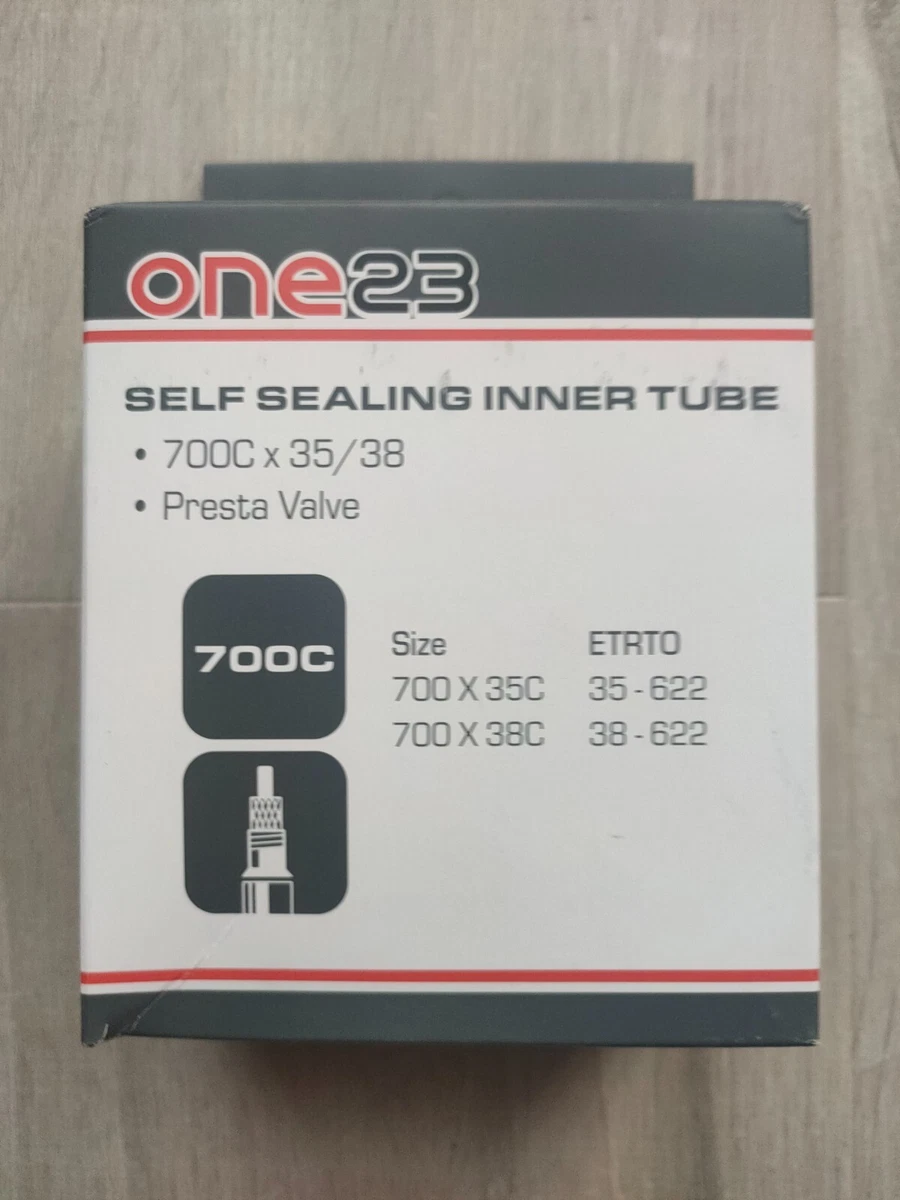 one23
SELF SEALING INNER TUBE
• 700C x 35/38
• Presta Valve
700C
Size ETRTO
700 X 35C 35 - 622
700 X 38C 38 - 622